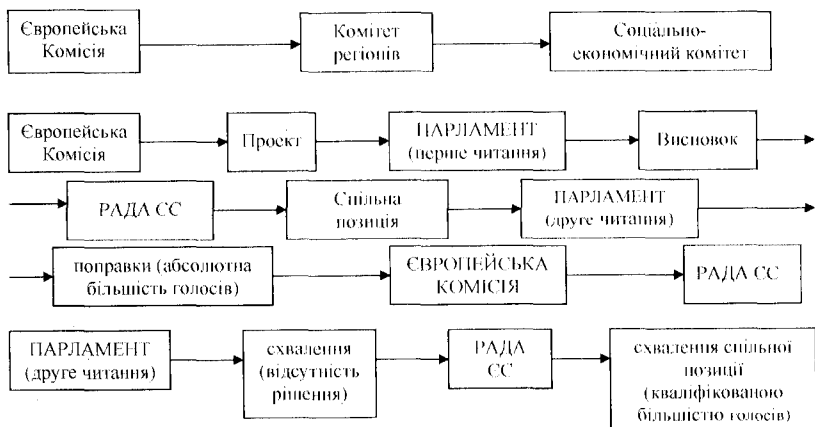 Європейська
Комісія
Комітет
регіонів
Соціально-
економічний комітет
Європейська
Комісія
Проект
ПАРЛАМЕНТ
(перше читання)
Висновок
РАДА ЄС
Спільна
позиція
ПАРЛАМЕНТ
(друге читання)
поправки (абсолютна
більшість голосів)
ЄВРОПЕЙСЬКА
КОМІСІЯ
РАДА ЄС
ПАРЛАМЕНТ
(друге читання)
схвалення
(відсутність
рішення)
РАДА
ЄС
схвалення спільної
позиції
(кваліфікованою
більшістю голосів)